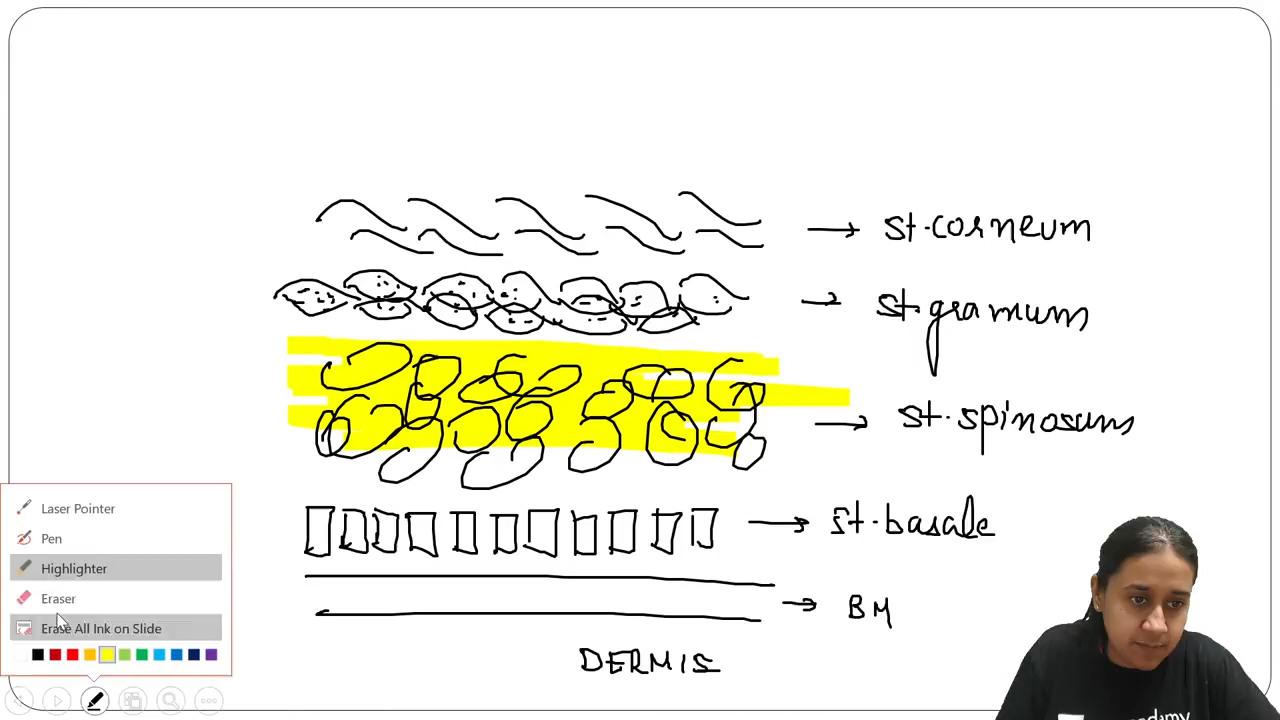 st.corneum
st.granum
st.spinosum
st.basale
BM
DERMIS
Laser Pointer
Pen
Highlighter
Eraser
Erase All Ink on Slide